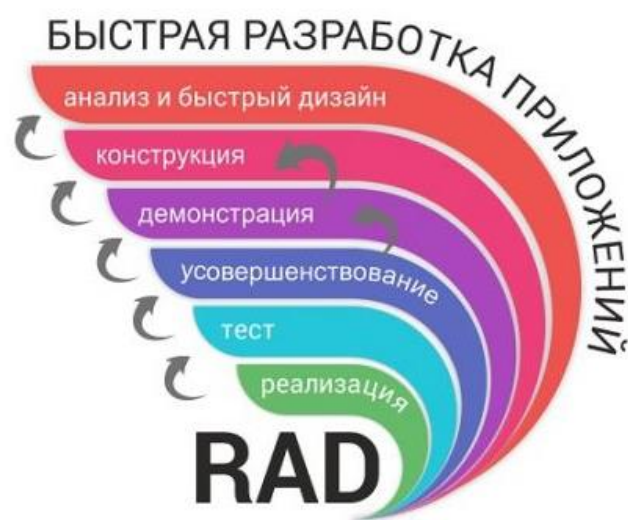 БЫСТРАЯ РАЗРАБОТКА ПРИЛОЖЕНИЙ
анализ и быстрый дизайн
конструкция
демонстрация
усовершенствование
тест
реализация
RAD